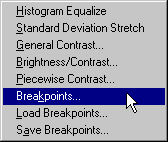 Histogram Equalize
Standard Deviation Stretch
General Contrast...
Brightness/Contrast...
Piecewise Contrast...
Breakpoints...
Load Breakpoints...
Save Breakpoints...